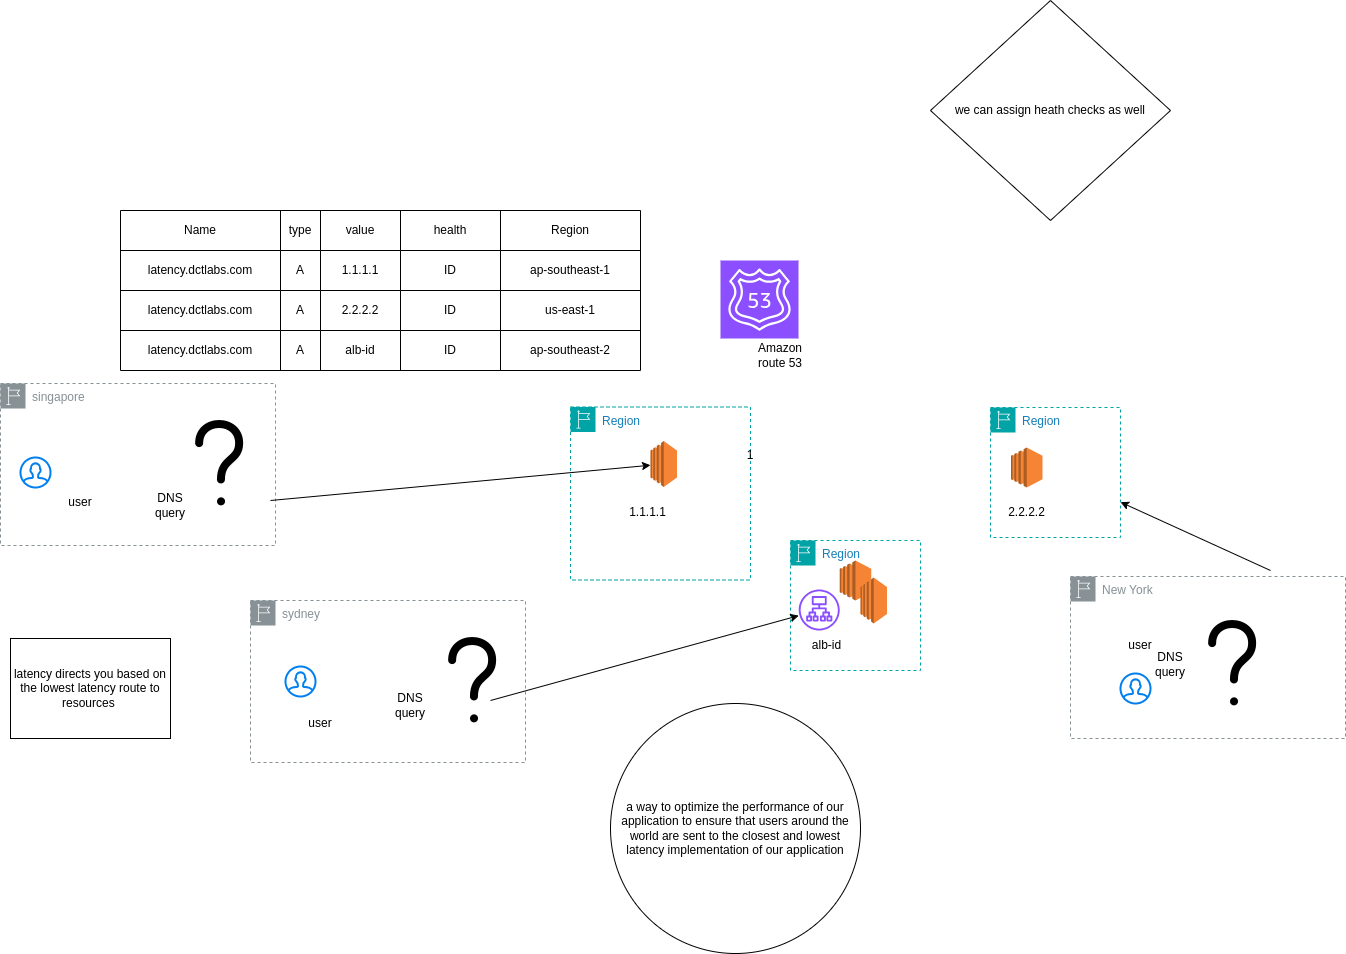 we can assign heath checks as well
Name type value health Region
latency.dctlabs.com A 1.1.1.1 ID ap-southeast-1
latency.dctlabs.com A 2.2.2.2 ID us-east-1
latency.dctlabs.com A alb-id ID ap-southeast-2
53
Amazon
route 53
singapore
user
DNS
query
Region
1
1.1.1.1
Region
2.2.2.2
Region
alb-id
sydney
user
DNS
query
New York
user
DNS
query
latency directs you based on
the lowest latency route to
resources
a way to optimize the performance of our
application to ensure that users around the
world are sent to the closest and lowest
latency implementation of our application